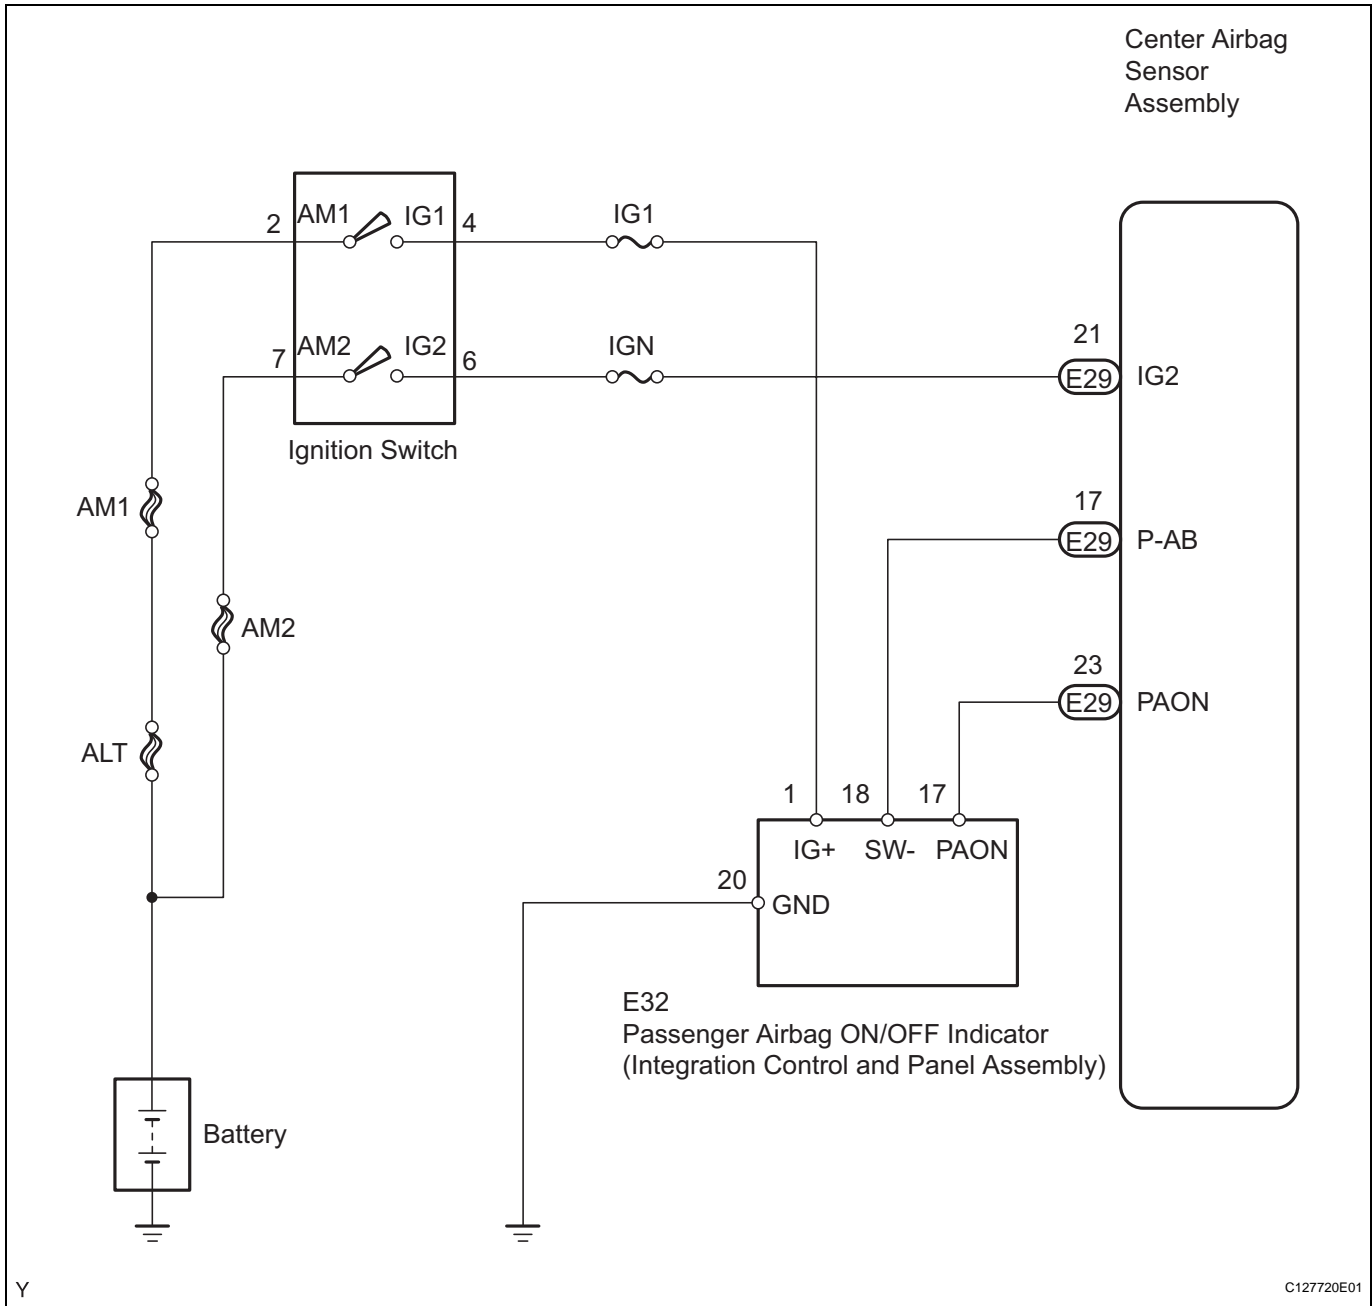 Center Airbag
Sensor
Assembly
2
AM1
IG1
4
IG1
7
AM2
IG2
6
IGN
21
E29
IG2
Ignition Switch
AM1
17
E29
P-AB
AM2
23
E29
PAON
ALT
1
18
17
IG+
SW-
PAON
20
GND
E32
Passenger Airbag ON/OFF Indicator
(Integration Control and Panel Assembly)
Battery
Y
C127720E01